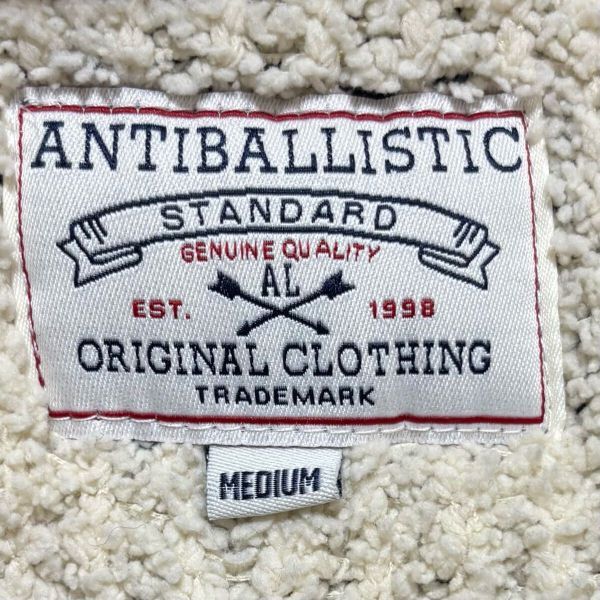 ANTIBALLISTIC
STANDARD
GENUINE QUALITY
AL
EST. 1998
ORIGINAL CLOTHING
TRADEMARK
MEDIUM